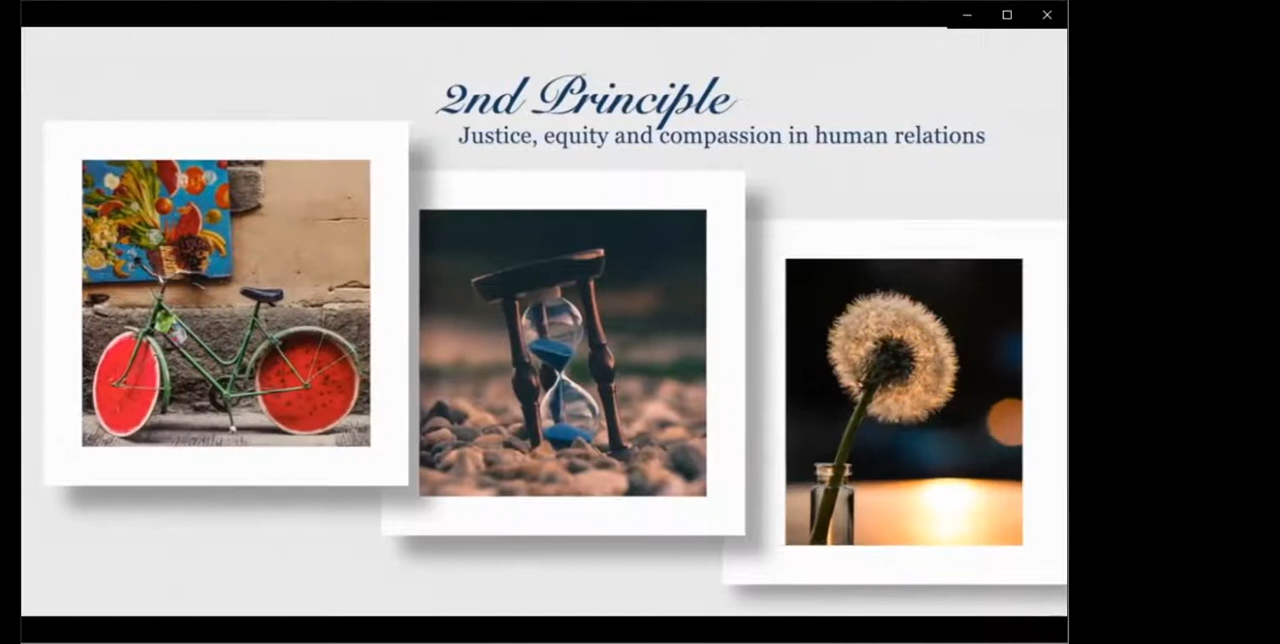 2nd Principle
Justice, equity and compassion in human relations